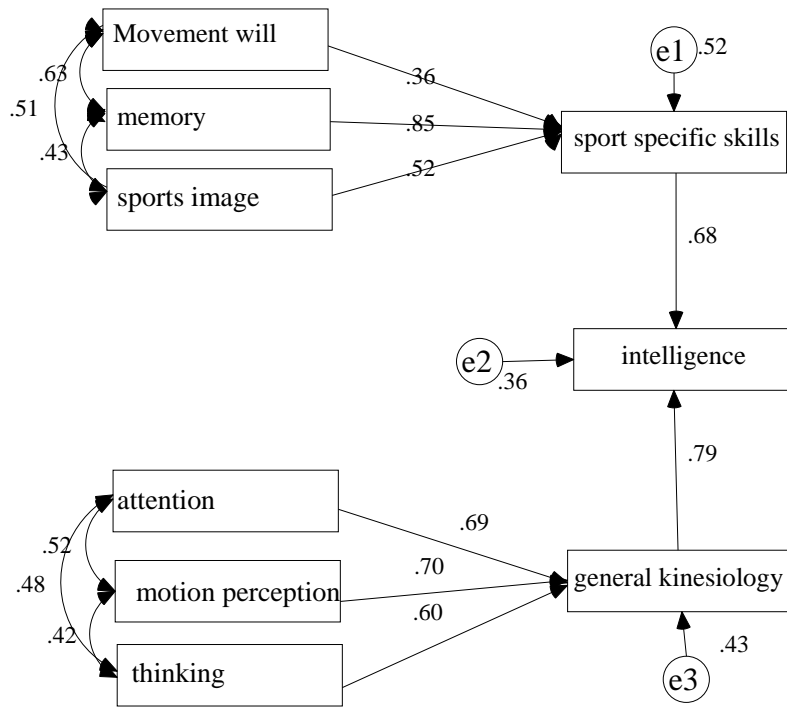 Movement will
e1
.52
.63
.36
.51
memory
.85
sport specific skills
.43
.52
sports image
.68
intelligence
e2
.36
.79
attention
.69
.52
.70
general kinesiology
.48
motion perception
.60
.42
thinking
.43
e3